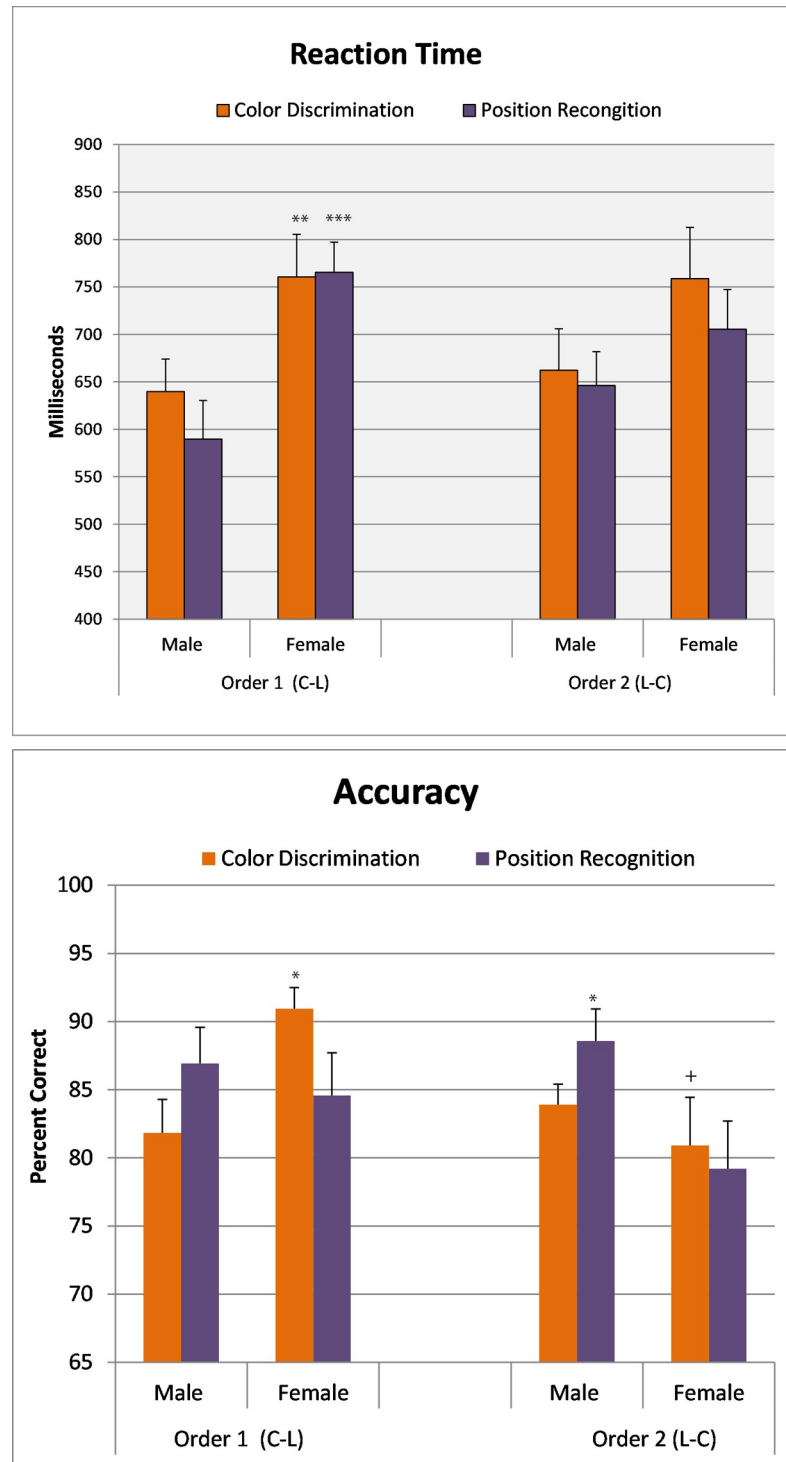 Reaction Time
Color Discrimination Position Recongition
900
850
** ***
800
750
700
650
600
550
500
450
400
Milliseconds
Male Female Male Female
Order 1 (C-L) Order 2 (L-C)
Accuracy
Color Discrimination Position Recognition
100
95
* *
90
+
85
80
75
70
65
Percent Correct
Male Female Male Female
Order 1 (C-L) Order 2 (L-C)